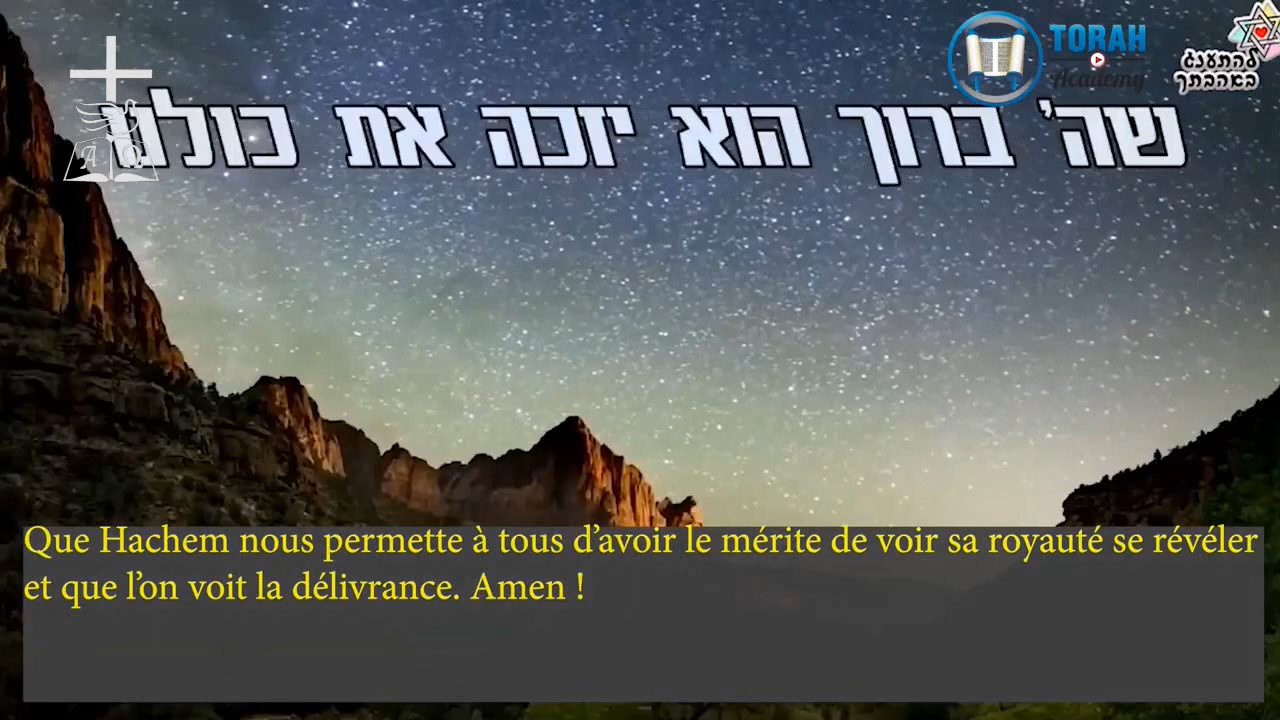 TORAH
Academy
להתענג
באהבתך
שה' ברוך הוא יזכה את כולנו
A Ω
Que Hachem nous permette à tous d’avoir le mérite de voir sa royauté se révéler
et que l’on voit la délivrance. Amen !